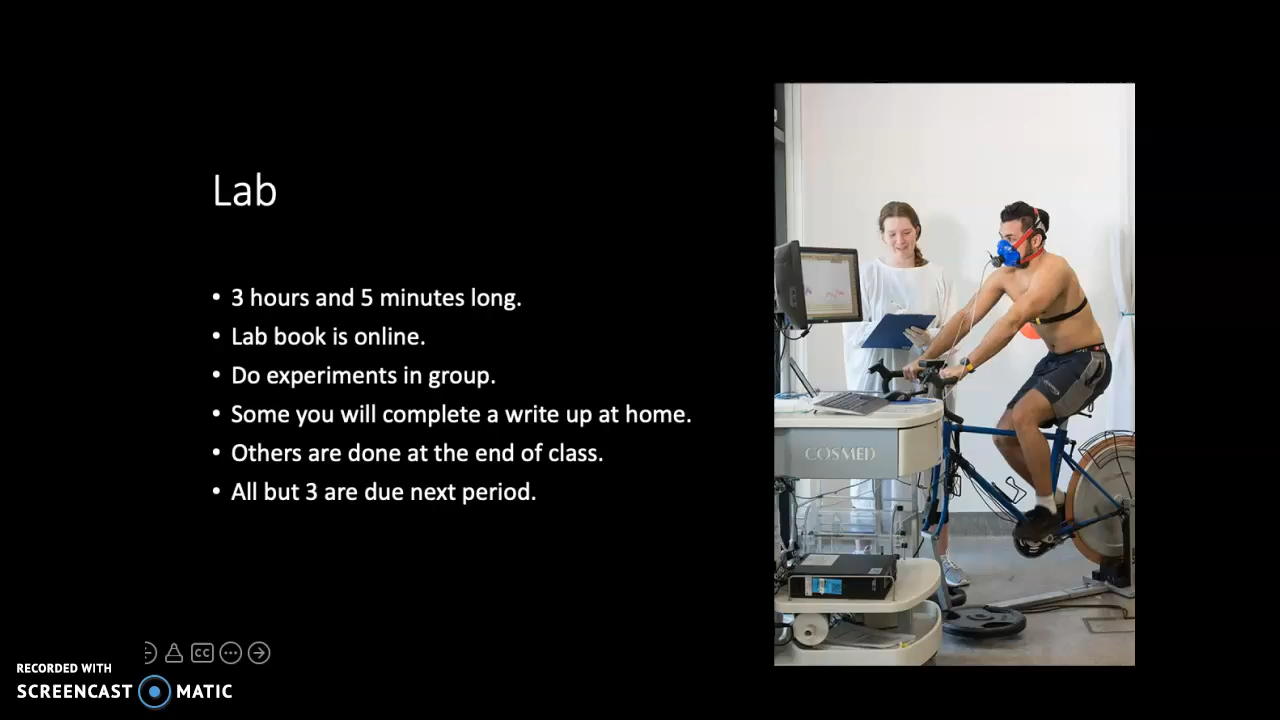 Lab
• 3 hours and 5 minutes long.
• Lab book is online.
• Do experiments in group.
• Some you will complete a write up at home.
• Others are done at the end of class.
• All but 3 are due next period.
COSMED
CC
RECORDED WITH
SCREENCAST MATIC